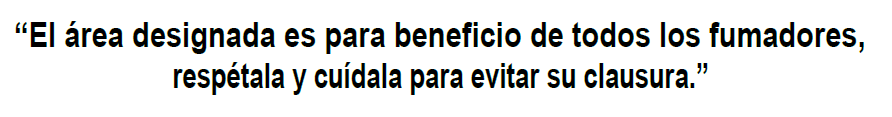 “El área designada es para beneficio de todos los fumadores,
respétala y cuídala para evitar su clausura.”